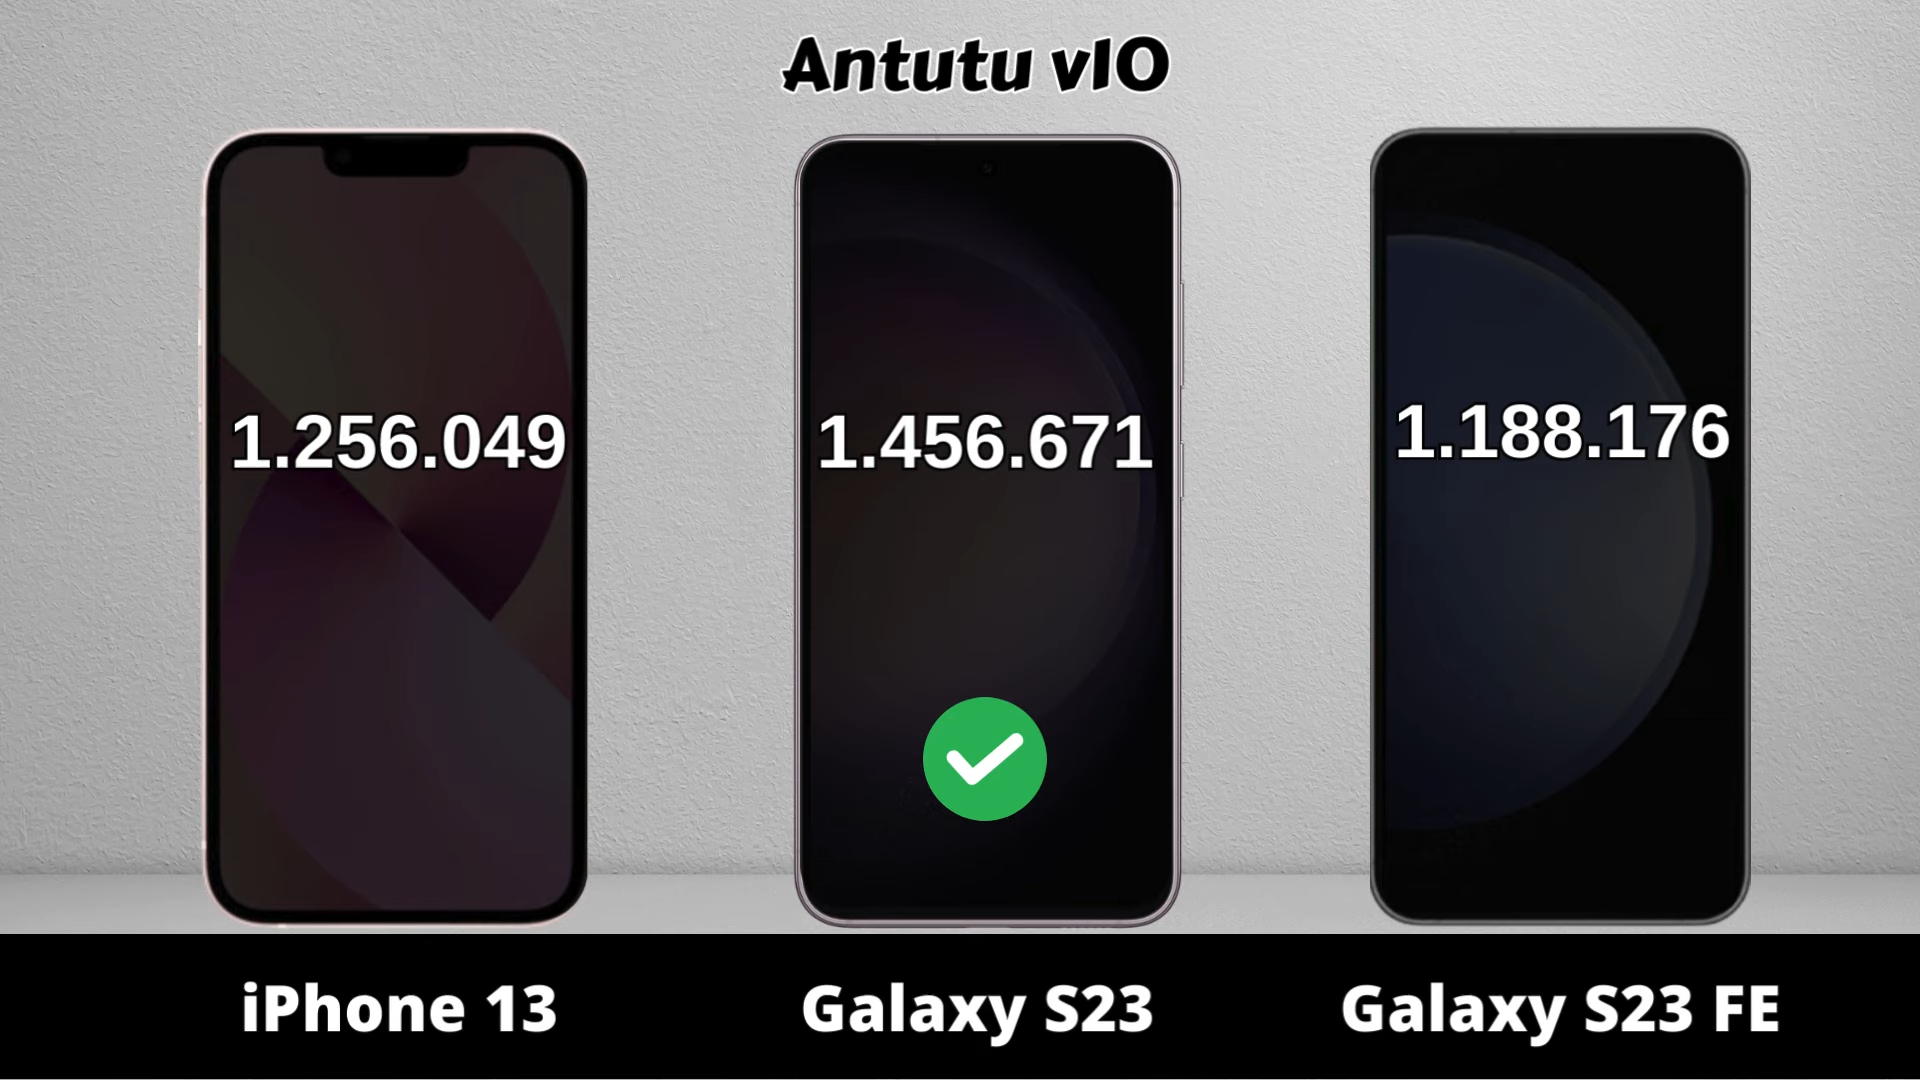 Antutu v10
1.256.049
1.456.671
1.188.176
iPhone 13
Galaxy S23
Galaxy S23 FE